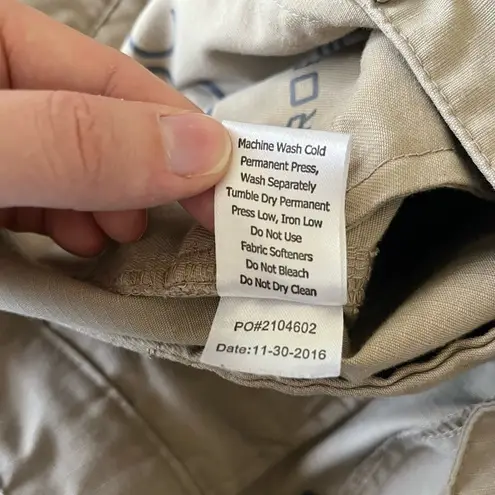 Machine Wash Cold
Permanent Press,
Wash Separately
Tumble Dry Permanent
Press Low, Iron Low
Do Not Use
Fabric Softeners
Do Not Bleach
Do Not Dry Clean
PO#2104602
Date:11-30-2016